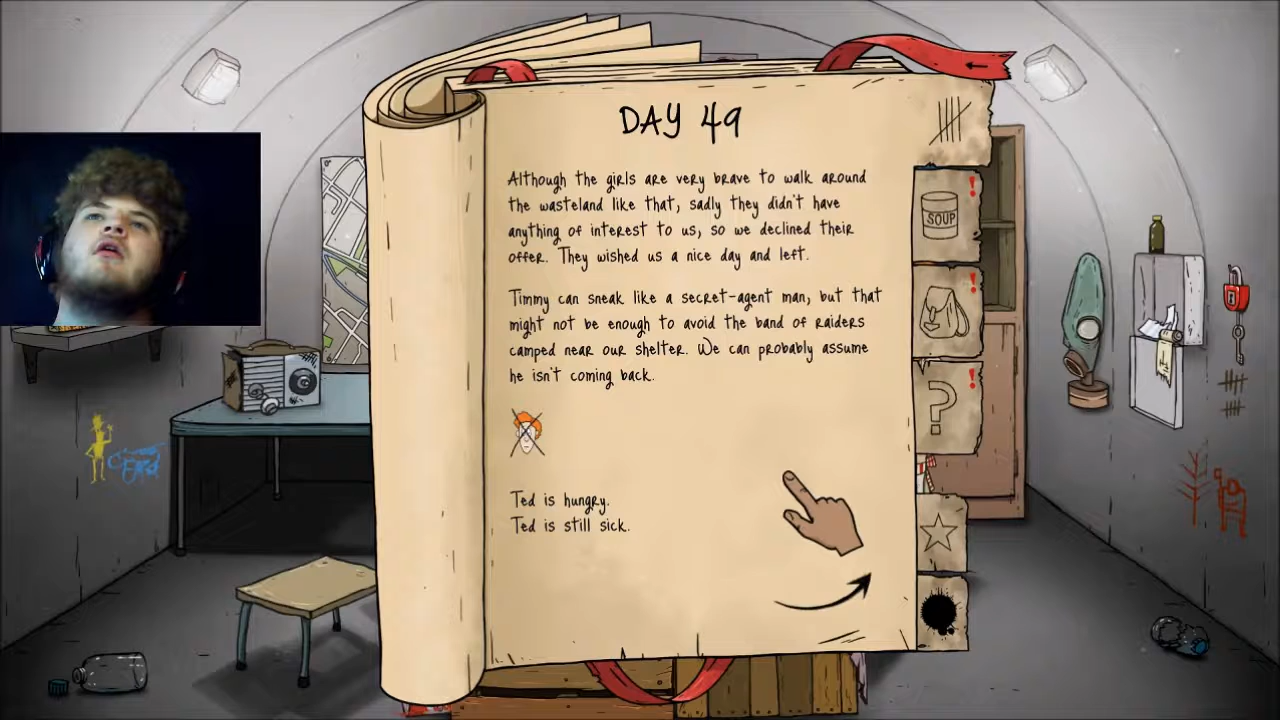 DAY 49
Although the girls are very brave to walk around
the wasteland like that, sadly they didn't have
anything of interest to us, so we declined their
offer. They wished us a nice day and left.
Timmy can sneak like a secret-agent man, but that
might not be enough to avoid the band of raiders
camped near our shelter. We can probably assume
he isn't coming back.
Ted is hungry.
Ted is still sick.
SOUP
!
!
?
!